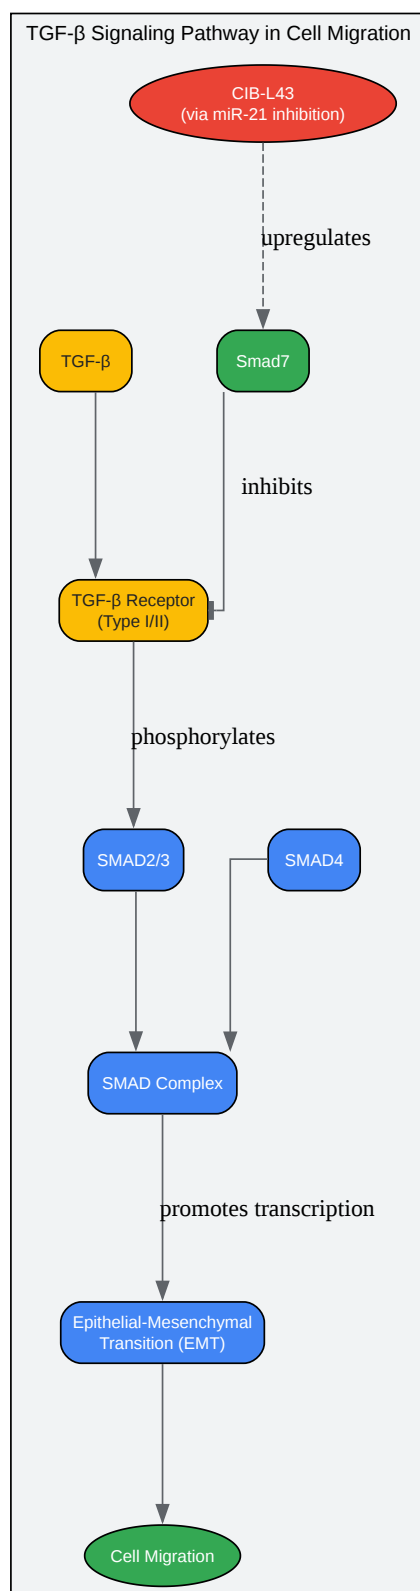 TGF-β Signaling Pathway in Cell Migration
CIB-L43
(via miR-21 inhibition)
upregulates
TGF-β
Smad7
inhibits
TGF-β Receptor
(Type I/II)
phosphorylates
SMAD2/3
SMAD4
SMAD Complex
promotes transcription
Epithelial-Mesenchymal
Transition (EMT)
Cell Migration